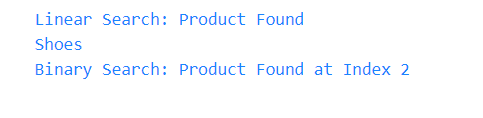 Linear Search: Product Found
Shoes
Binary Search: Product Found at Index 2